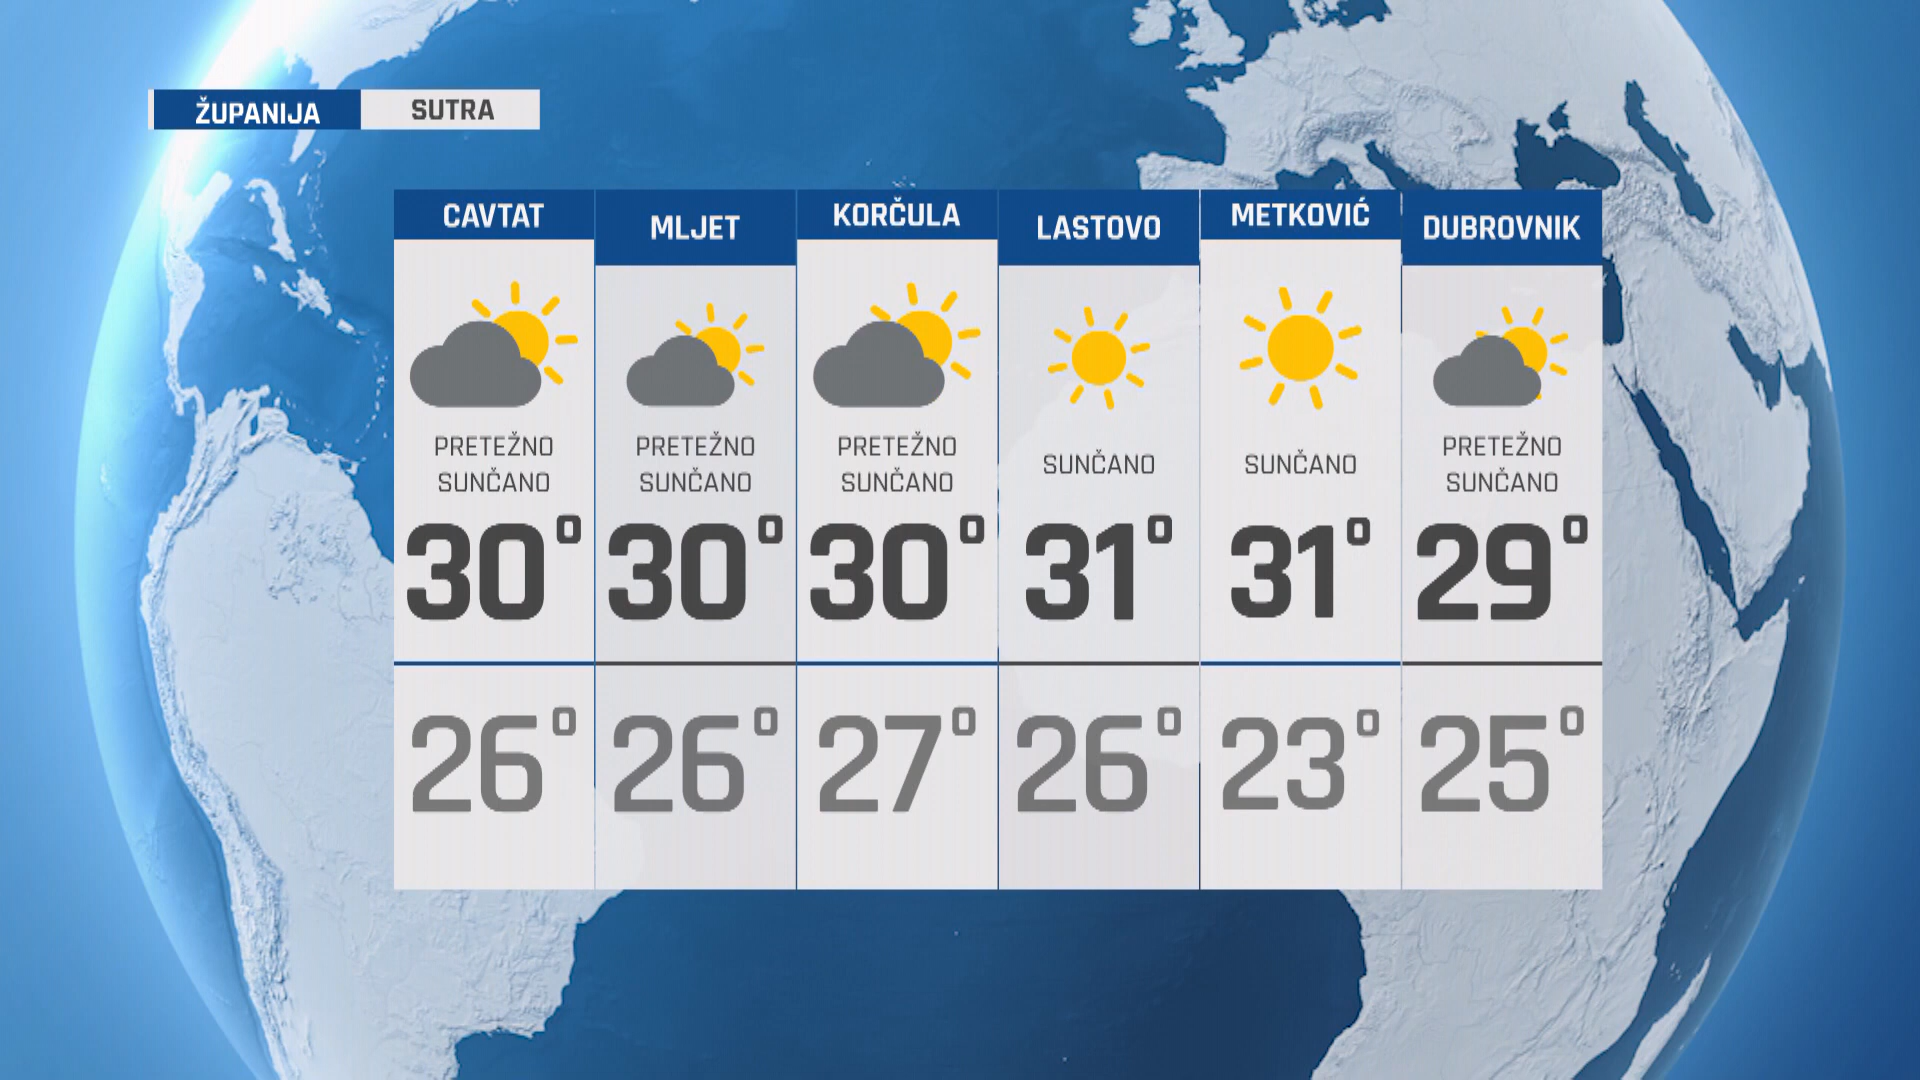 ŽUPANIJA
SUTRA
CAVTAT
PRETEŽNO
SUNČANO
30°
26°
MLJET
PRETEŽNO
SUNČANO
30°
26°
KORČULA
PRETEŽNO
SUNČANO
30°
27°
LASTOVO
SUNČANO
31°
26°
METKOVIĆ
SUNČANO
31°
23°
DUBROVNIK
PRETEŽNO
SUNČANO
29°
25°